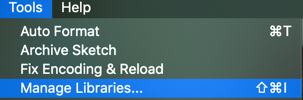 Tools Help
Auto Format ⌘T
Archive Sketch
Fix Encoding & Reload
Manage Libraries... ⇧⌘I